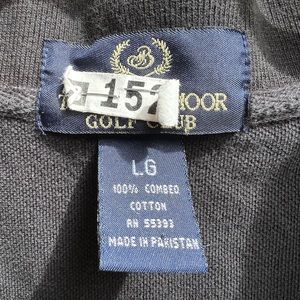 B
152
MOOR
GOLF CLUB
LG
100% COMBED
COTTON
RN 55393
MADE IN PAKISTAN